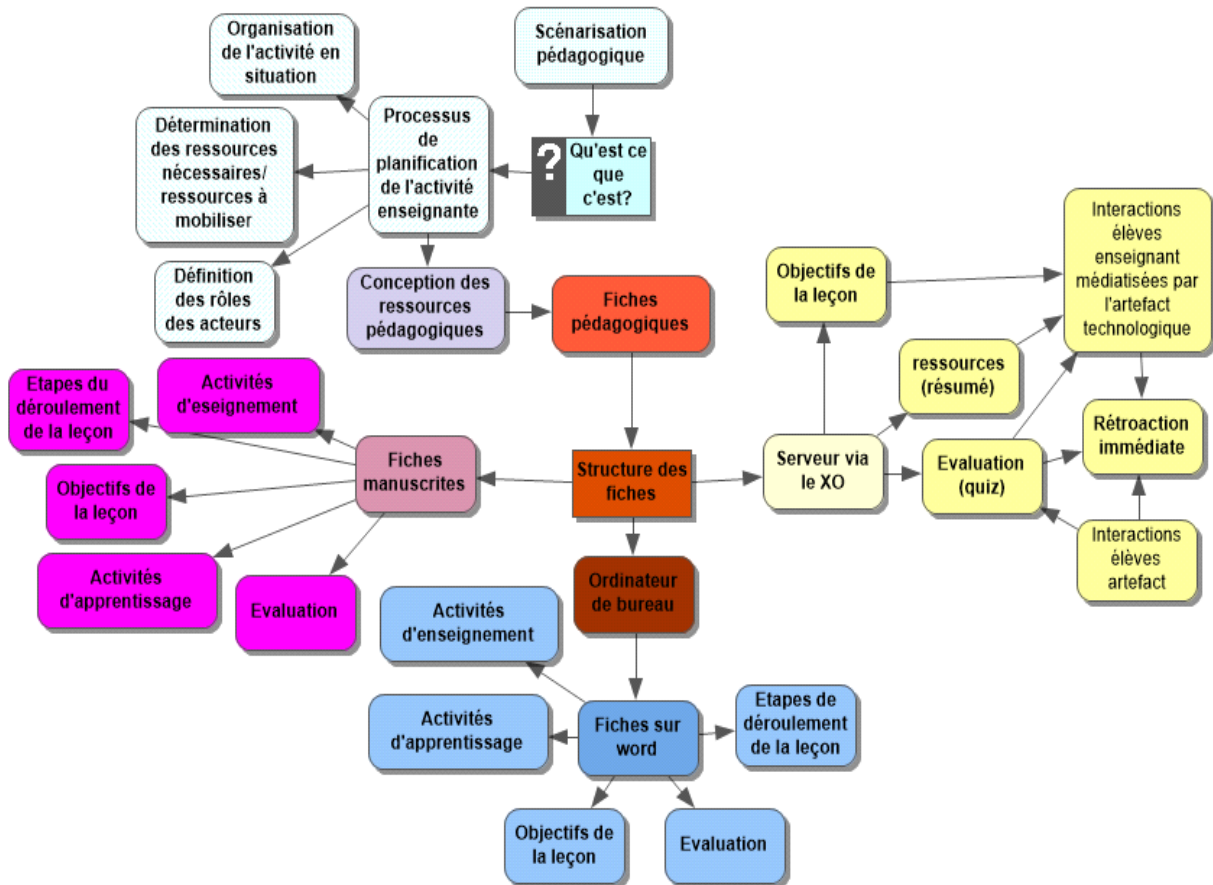 Organisation
de l'activité en
situation
Scénarisation
pédagogique
Détermination
des ressources
nécessaires/
ressources à
mobiliser
Processus
de
planification
de l'activité
enseignante
?
Qu'est ce
que
c'est?
Définition
des rôles
des acteurs
Conception des
ressources
pédagogiques
Fiches
pédagogiques
Objectifs de
la leçon
Interactions
élèves
enseignant
médiatisées par
l'artefact
technologique
ressources
(résumé)
Rétroaction
immédiate
Etapes du
déroulement
de la leçon
Activités
d'eseignement
Fiches
manuscrites
Structure des
fiches
Serveur via
le XO
Evaluation
(quiz)
Objectifs de
la leçon
Interactions
élèves
artefact
Activités
d'apprentissage
Evaluation
Ordinateur
de bureau
Activités
d'enseignement
Activités
d'apprentissage
Fiches sur
word
Etapes de
déroulement
de la leçon
Objectifs de
la leçon
Evaluation